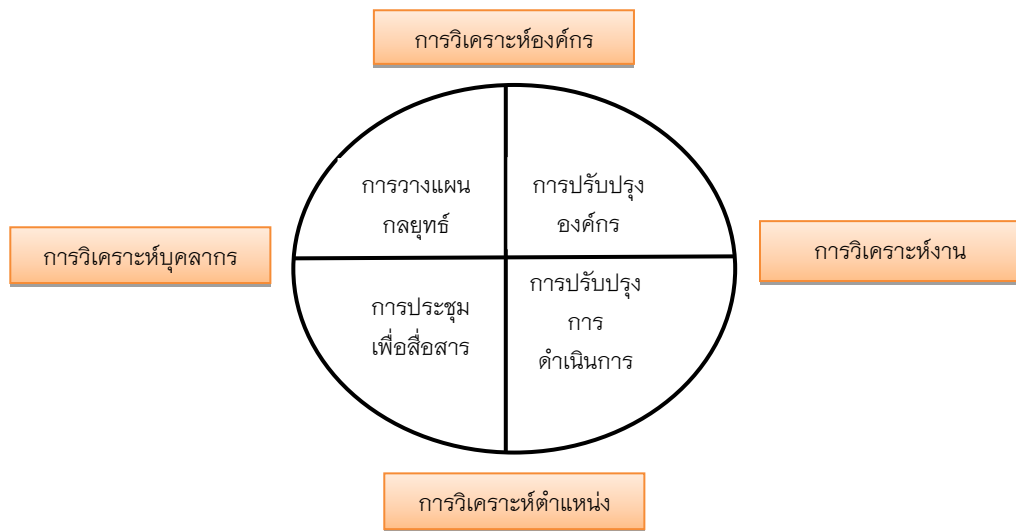 การวิเคราะห์องค์กร
การวางแผน
กลยุทธ์
การปรับปรุง
องค์กร
การวิเคราะห์บุคลากร
การวิเคราะห์งาน
การประชุม
เพื่อสื่อสาร
การปรับปรุง
การ
ดำเนินการ
การวิเคราะห์ตำแหน่ง